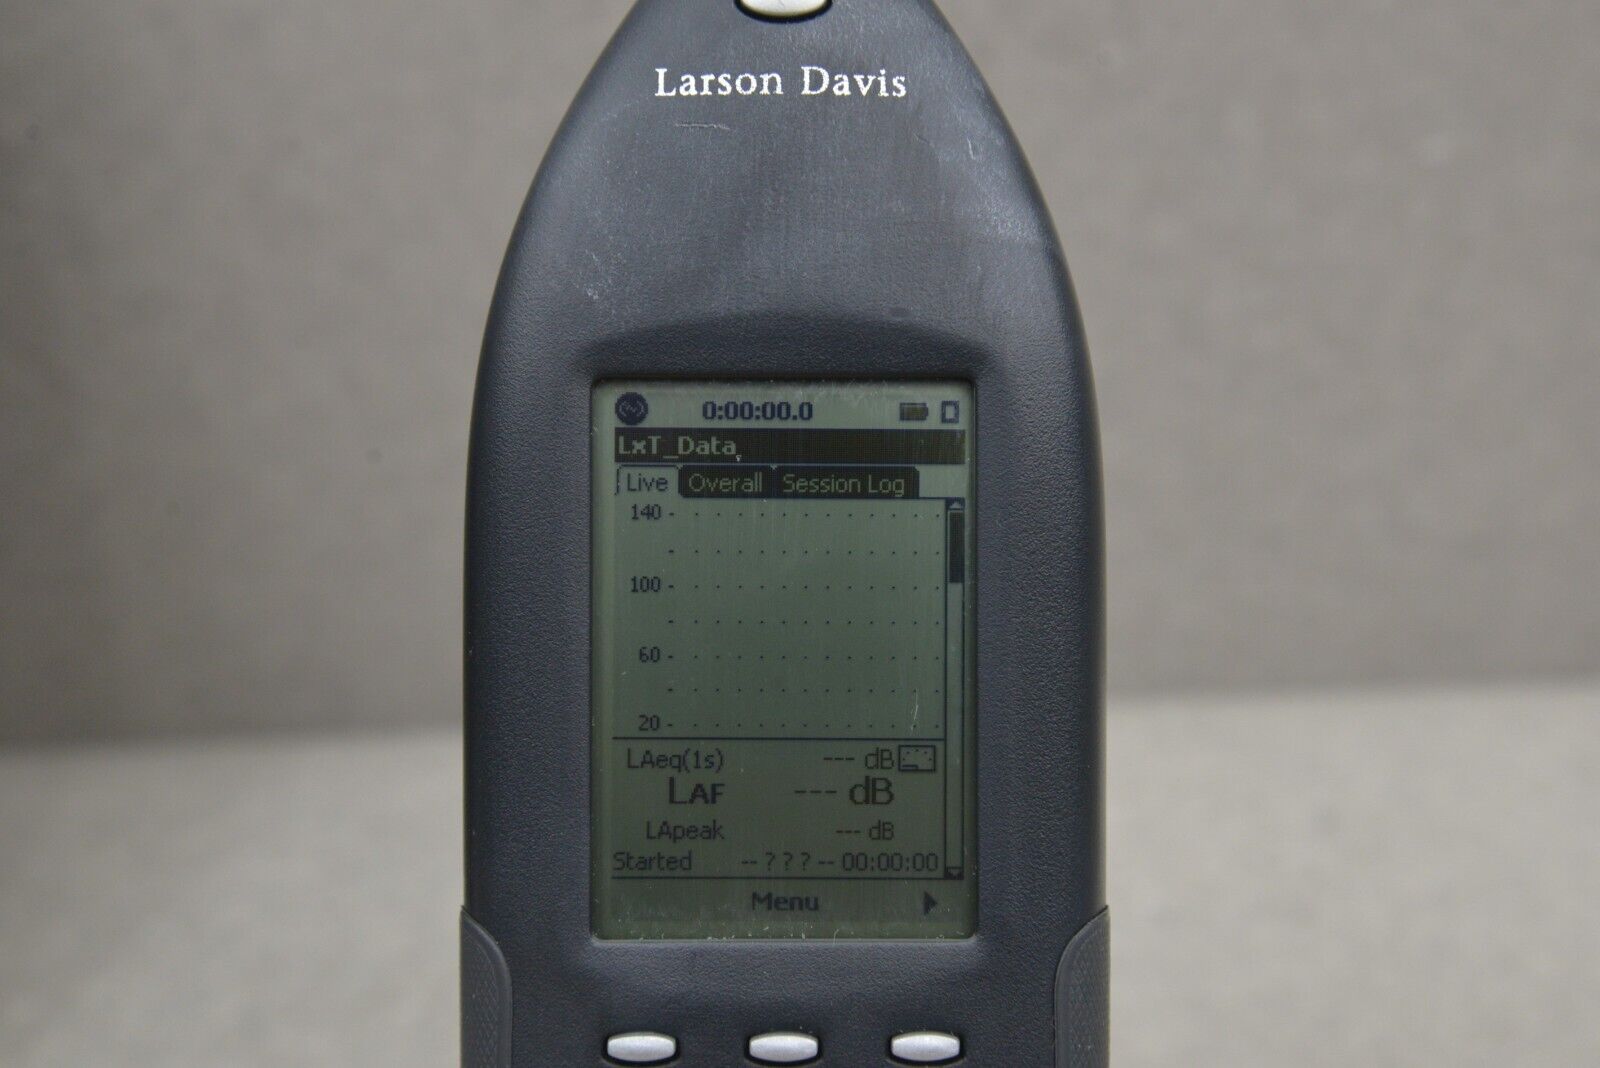 Larson Davis
0:00:00.0
LxT_Data.
Live Overall Session Log
140
100
60
20
LAeq(1s) --- dB
LAF --- dB
LApeak --- dB
Started -- ? ? ? -- 00:00:00
Menu